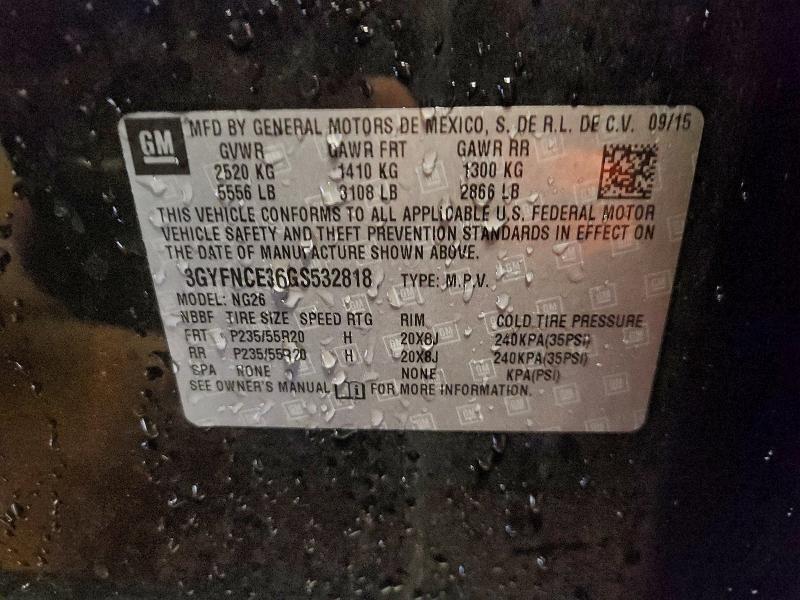 GM
MFD BY GENERAL MOTORS DE MEXICO, S. DE R.L. DE C.V. 09/15
GVWR GAWR FRT GAWR RR
2520 KG 1410 KG 1300 KG
5556 LB 3108 LB 2866 LB
THIS VEHICLE CONFORMS TO ALL APPLICABLE U.S. FEDERAL MOTOR
VEHICLE SAFETY AND THEFT PREVENTION STANDARDS IN EFFECT ON
THE DATE OF MANUFACTURE SHOWN ABOVE.
3GYFNCE36GS532818 TYPE: M.P.V.
MODEL: NG26
NBBF TIRE SIZE SPEED RTG RIM COLD TIRE PRESSURE
FRT P235/55R20 H 20X8J 240KPA(35PSI)
RR P235/55R20 H 20X8J 240KPA(35PSI)
SPA NONE NONE KPA(PSI)
SEE OWNER'S MANUAL FOR MORE INFORMATION.